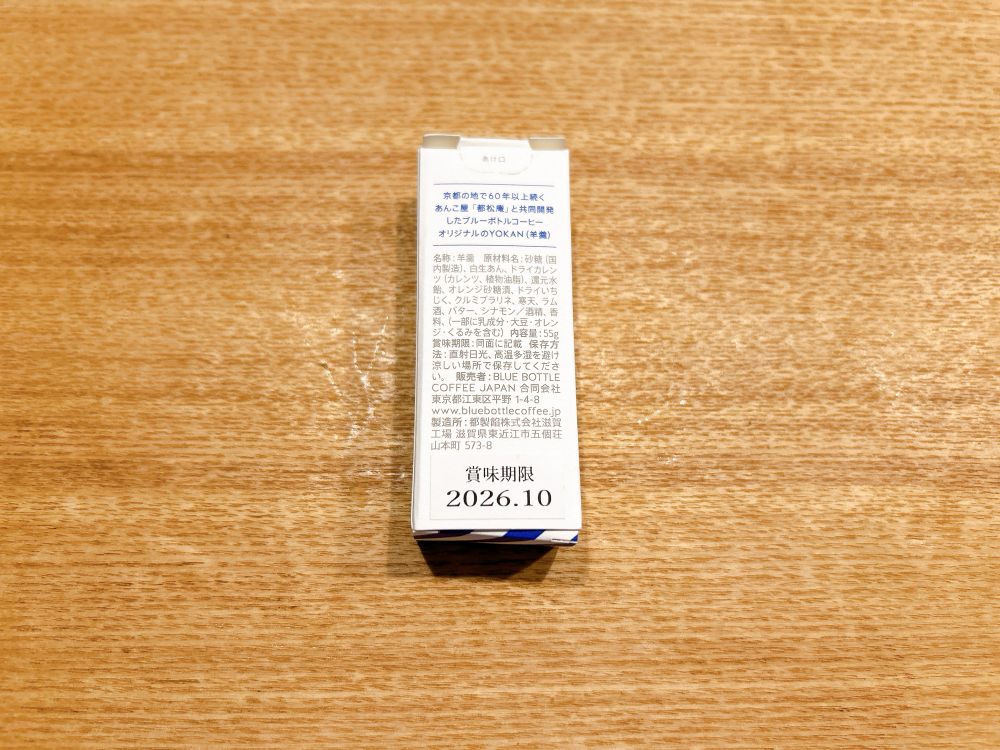 あけ口
京都の地で60年以上続く
あんこ屋「都松庵」と共同開発
したブルーボトルコーヒー
オリジナルのYOKAN（羊羹）
名称：羊羹　原材料名：砂糖（国
内製造）、白生あん、ドライカレン
ツ（カレンツ、植物油脂）、還元水
飴、オレンジ砂糖漬、ドライいち
じく、クルミプラリネ、寒天、ラム
酒、バター、シナモン／酒精、香
料、（一部に乳成分・大豆・オレン
ジ・くるみを含む）　内容量：55g
賞味期限：同面に記載　保存方
法：直射日光、高温多湿を避け
涼しい場所で保存してくださ
い。　販売者：BLUE BOTTLE
COFFEE JAPAN 合同会社
東京都江東区平野 1-4-8
www.bluebottlecoffee.jp
製造所：都製餡株式会社滋賀
工場 滋賀県東近江市五個荘
山本町 573-8
賞味期限
2026.10